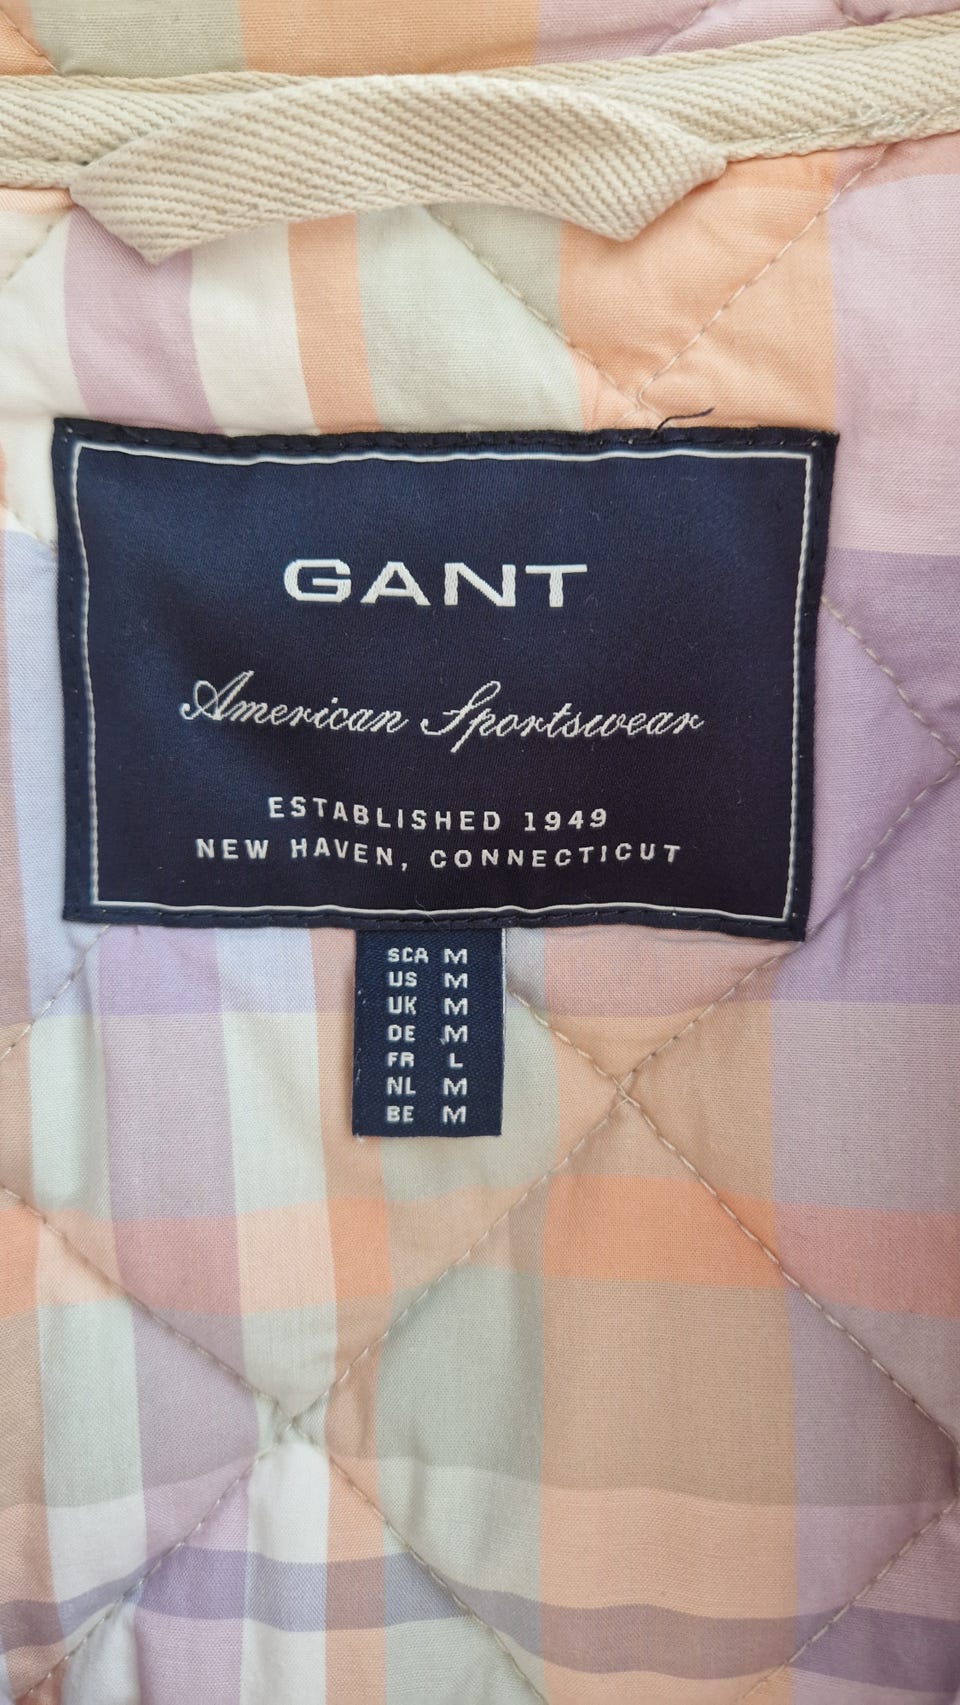 GANT
American Sportswear
ESTABLISHED 1949
NEW HAVEN, CONNECTICUT
SCA M
US M
UK M
DE M
FR L
NL M
BE M